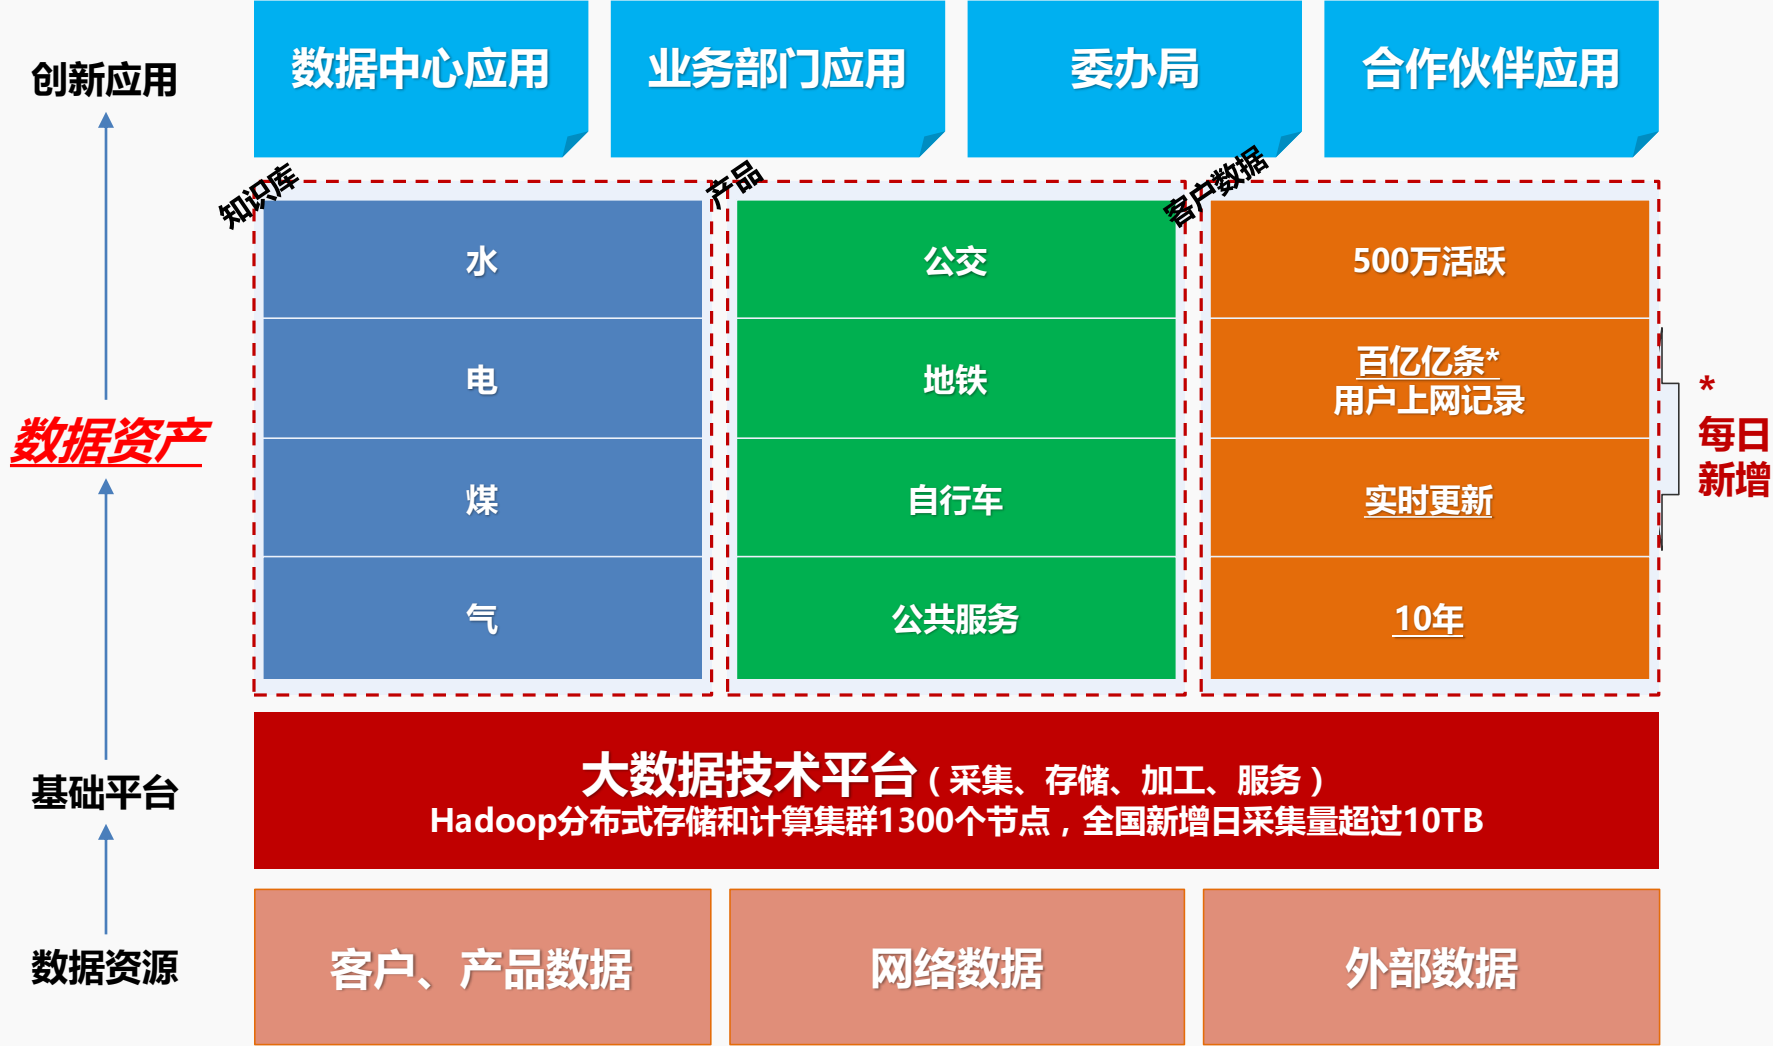 创新应用
数据中心应用
业务部门应用
委办局
合作伙伴应用
数据资产
知识库
水
电
煤
气
产品
公交
地铁
自行车
公共服务
客户数据
500万活跃
百亿亿条*
用户上网记录
实时更新
10年
*
每日
新增
基础平台
大数据技术平台（采集、存储、加工、服务）
Hadoop分布式存储和计算集群1300个节点，全国新增日采集量超过10TB
数据资源
客户、产品数据
网络数据
外部数据